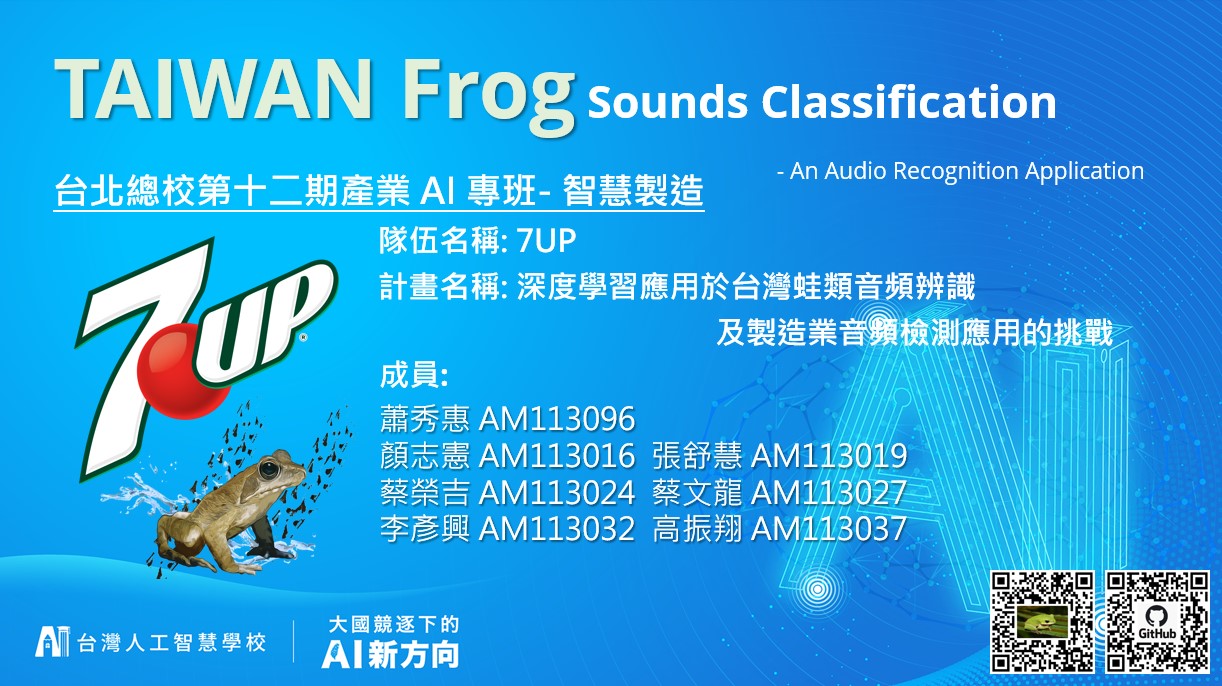 TAIWAN Frog Sounds Classification
- An Audio Recognition Application
台北總校第十二期產業 AI 專班- 智慧製造
隊伍名稱: 7UP
計畫名稱: 深度學習應用於台灣蛙類音頻辨識
及製造業音頻檢測應用的挑戰
成員:
蕭秀惠 AM113096
顏志憲 AM113016 張舒慧 AM113019
蔡榮吉 AM113024 蔡文龍 AM113027
李彥興 AM113032 高振翔 AM113037
7UP®
AI
AI 台灣人工智慧學校
大國競逐下的
AI新方向
GitHub